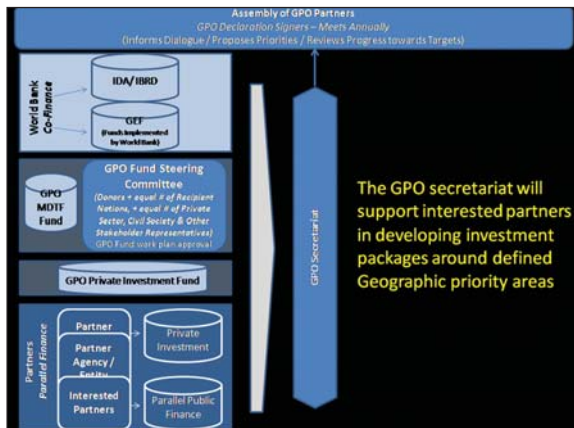 Assembly of GPO Partners
GPO Declaration Signers – Meets Annually
(Informs Dialogue / Proposes Priorities / Reviews Progress towards Targets)
World Bank
Co-Finance
IDA/IBRD
GEF
(Funds Implemented
by World Bank)
GPO
MDTF
Fund
GPO Fund Steering
Committee
(Donors + equal # of Recipient
Nations, + equal # of Private
Sector, Civil Society & Other
Stakeholder Representatives)
GPO Fund work plan approval
GPO Private Investment Fund
Partners
Parallel Finance
Partner
Partner
Agency /
Entity
Interested
Partners
Private
Investment
Parallel Public
Finance
GPO Secretariat
The GPO secretariat will
support interested partners
in developing investment
packages around defined
Geographic priority areas